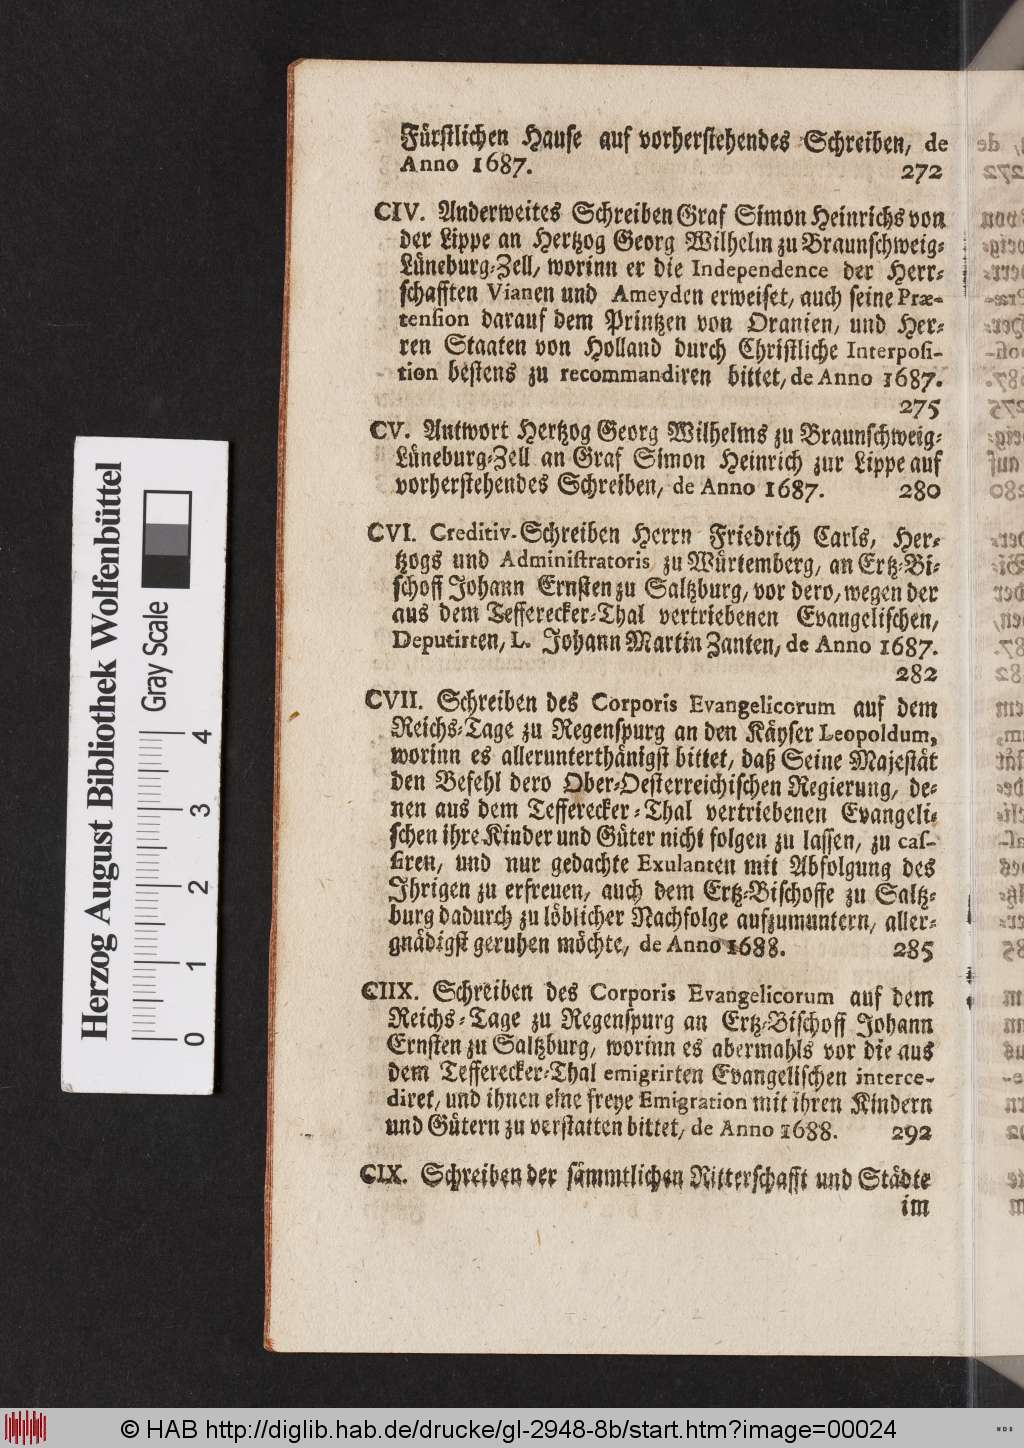 Fürstlichen Hause auf vorherstehendes Schreiben, de
Anno 1687. 272
CIV. Anderweites Schreiben Graf Simon Heinrichs von
der Lippe an Hertzog Georg Wilhelm zu Braunschweig-
Lüneburg-Zell, worinn er die Independence der Herr-
schafften Vianen und Ameyden erweiset, auch seine Præ-
tension darauf dem Printzen von Oranien, und Her-
ren Staaten von Holland durch Christliche Interposi-
tion bestens zu recommandiren bittet, de Anno 1687.
275
CV. Antwort Hertzog Georg Wilhelms zu Braunschweig-
Lüneburg-Zell an Graf Simon Heinrich zur Lippe auf
vorherstehendes Schreiben, de Anno 1687. 280
CVI. Creditiv-Schreiben Herrn Friedrich Carls, Her-
tzogs und Administratoris zu Würtemberg, an Ertz-Bi-
schoff Johann Ernsten zu Saltzburg, vor dero, wegen der
aus dem Tefferecker-Thal vertriebenen Evangelischen,
Deputirten, L. Johann Martin Zanten, de Anno 1687.
282
CVII. Schreiben des Corporis Evangelicorum auf dem
Reichs-Tage zu Regenspurg an den Käyser Leopoldum,
worinn es allerunterthänigst bittet, daß Seine Majestät
den Befehl dero Ober-Oesterreichischen Regierung, de-
nen aus dem Tefferecker-Thal vertriebenen Evangeli-
schen ihre Kinder und Güter nicht folgen zu lassen, zu cas-
siren, und nur gedachte Exulanten mit Abfolgung des
Ihrigen zu erfreuen, auch dem Ertz-Bischoffe zu Saltz-
burg dadurch zu löblicher Nachfolge aufzumuntern, aller-
gnädigst geruhen möchte, de Anno 1688. 285
CIIX. Schreiben des Corporis Evangelicorum auf dem
Reichs-Tage zu Regenspurg an Ertz-Bischoff Johann
Ernsten zu Saltzburg, worinn es abermahls vor die aus
dem Tefferecker-Thal emigrirten Evangelischen interce-
diret, und ihnen eine freye Emigration mit ihren Kindern
und Gütern zu verstatten bittet, de Anno 1688. 292
CIX. Schreiben der sämmtlichen Ritterschafft und Städte
im
Herzog August Bibliothek Wolfenbüttel
Gray Scale
0 1 2 3 4
© HAB http://diglib.hab.de/drucke/gl-2948-8b/start.htm?image=00024